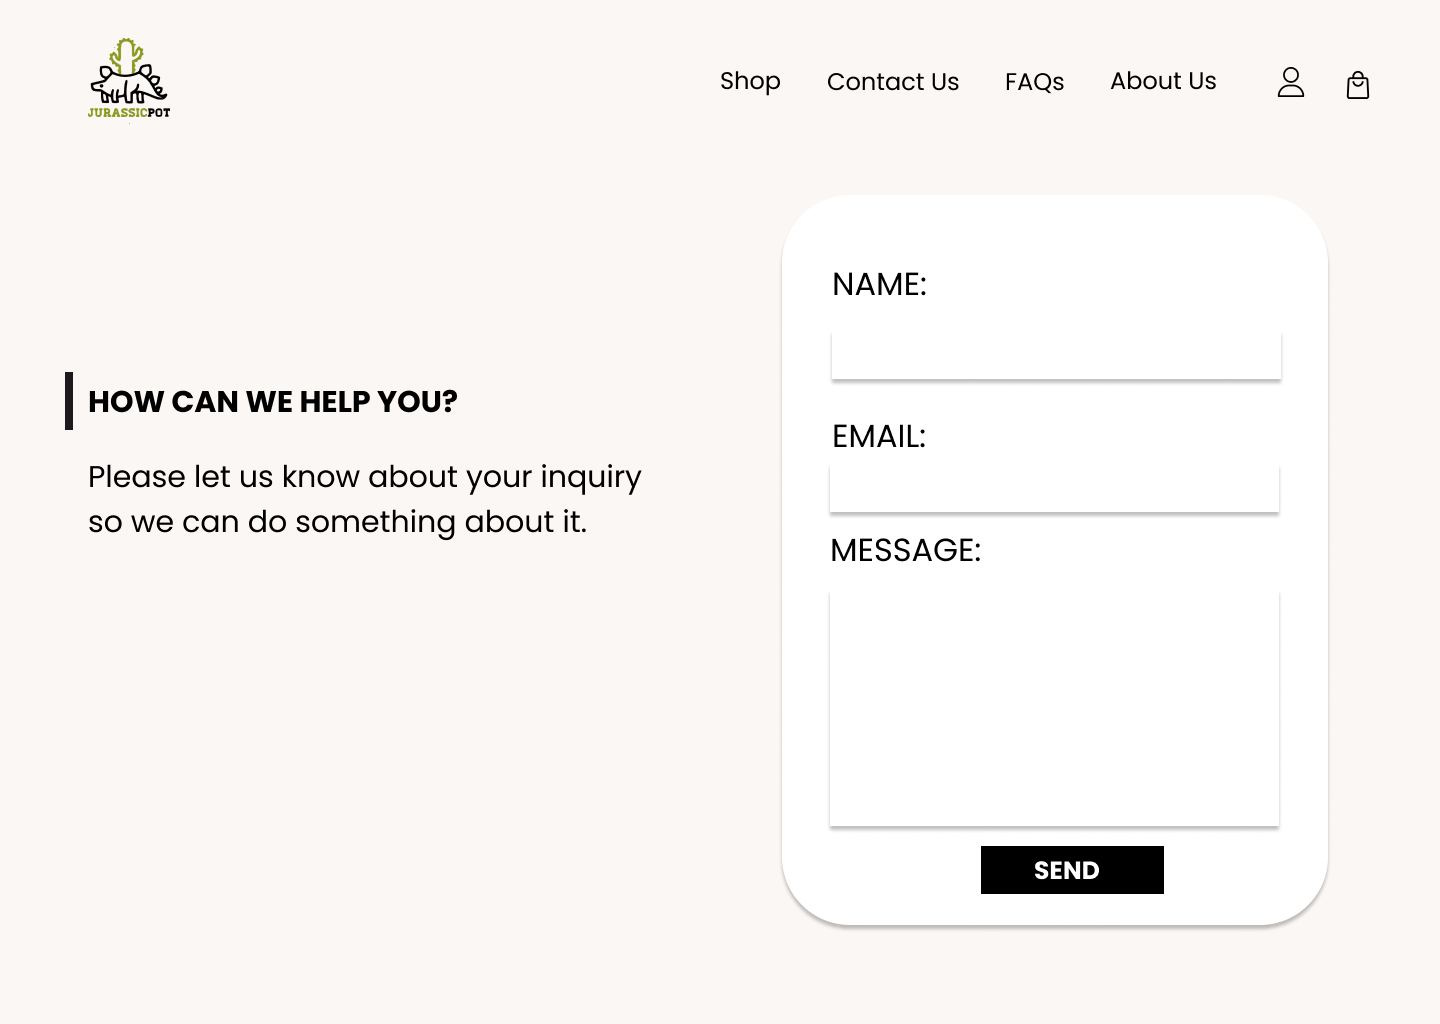 JURASSICPOT
Shop
Contact Us
FAQs
About Us
HOW CAN WE HELP YOU?
Please let us know about your inquiry
so we can do something about it.
NAME:
EMAIL:
MESSAGE:
SEND